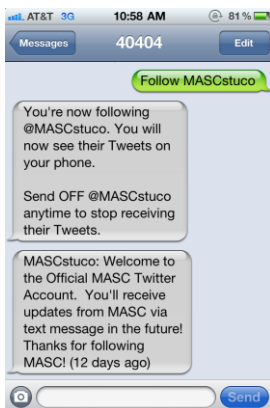 AT&T 3G 10:58 AM 81%
Messages 40404 Edit
Follow MASCstuco
You're now following
@MASCstuco. You will
now see their Tweets on
your phone.
Send OFF @MASCstuco
anytime to stop receiving
their Tweets.
MASCstuco: Welcome to
the Official MASC Twitter
Account. You'll receive
updates from MASC via
text message in the future!
Thanks for following
MASC! (12 days ago)
Send